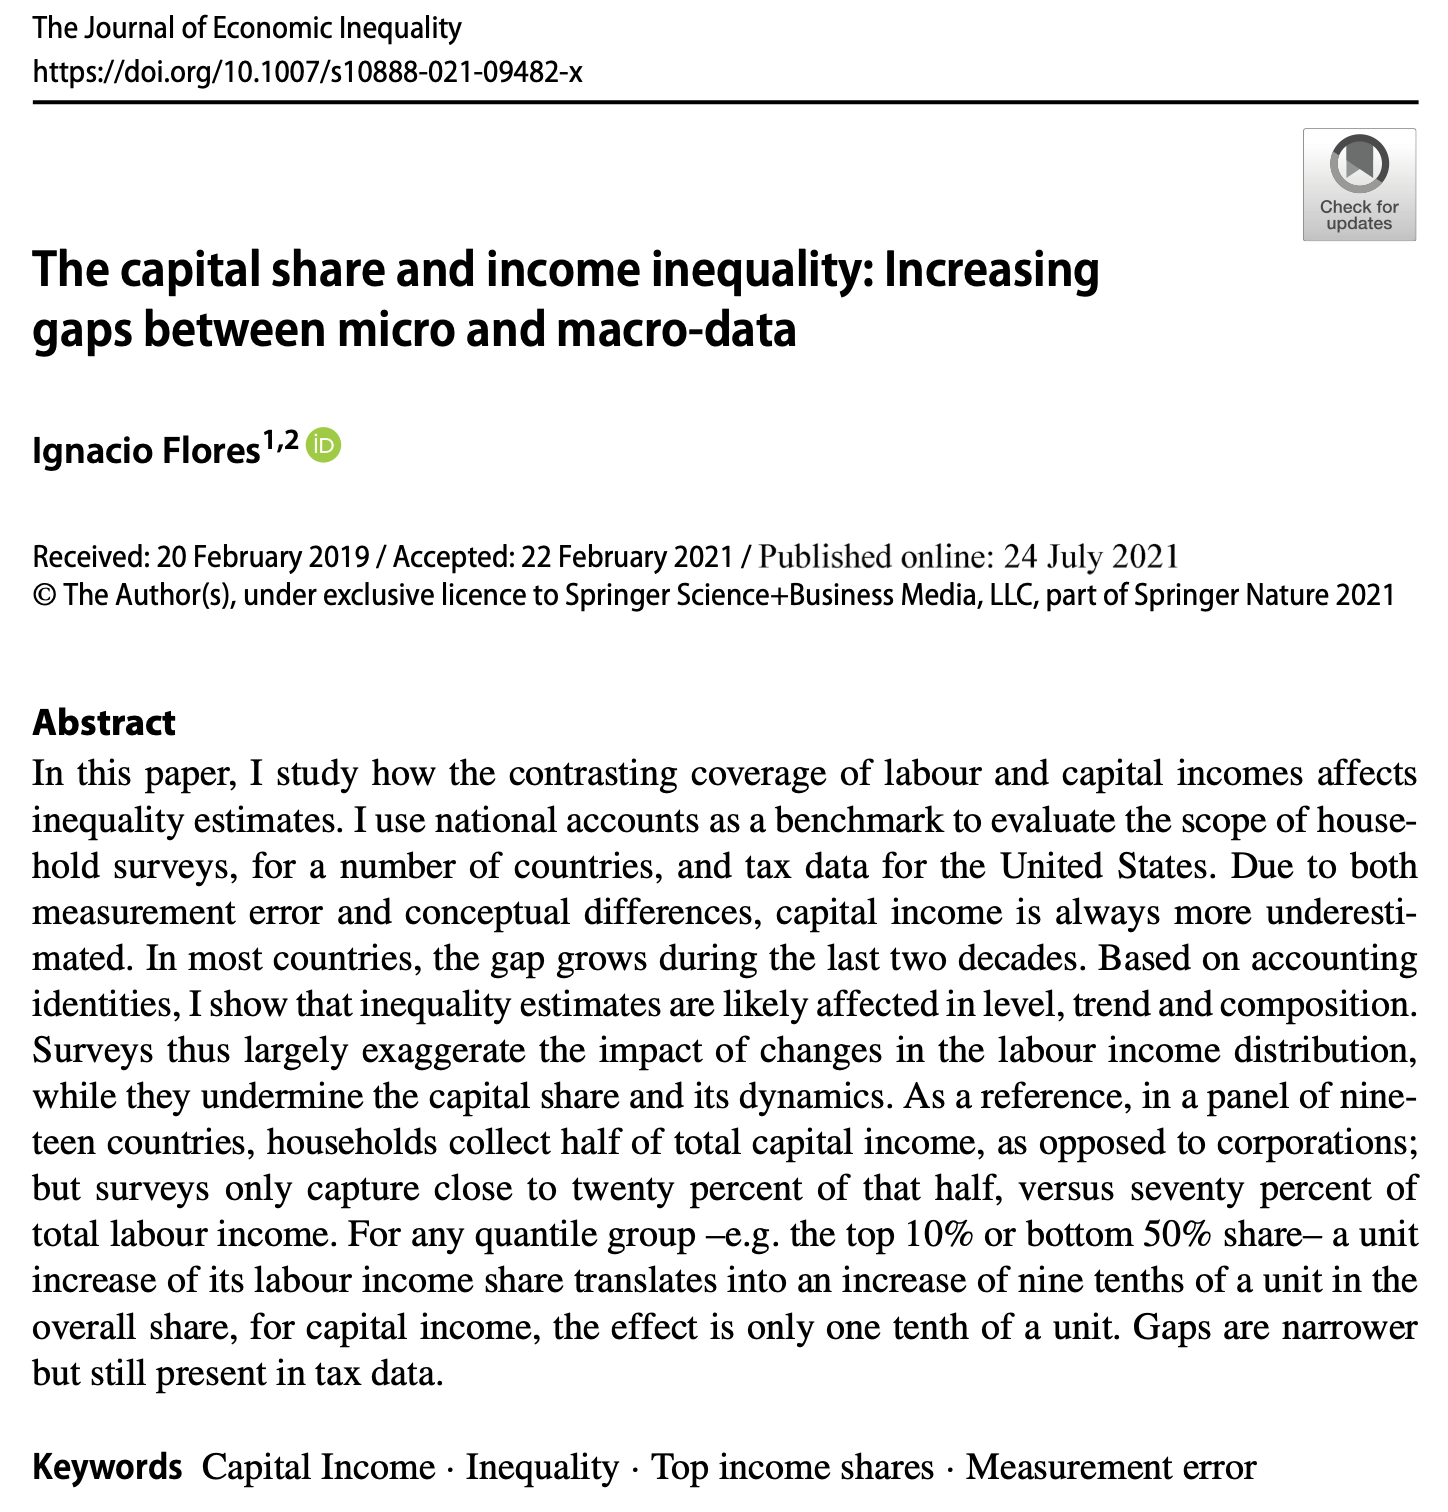 The Journal of Economic Inequality
https://doi.org/10.1007/s10888-021-09482-x
Check for
updates
The capital share and income inequality: Increasing
gaps between micro and macro-data
Ignacio Flores1,2 iD
Received: 20 February 2019 / Accepted: 22 February 2021 / Published online: 24 July 2021
© The Author(s), under exclusive licence to Springer Science+Business Media, LLC, part of Springer Nature 2021
Abstract
In this paper, I study how the contrasting coverage of labour and capital incomes affects
inequality estimates. I use national accounts as a benchmark to evaluate the scope of house-
hold surveys, for a number of countries, and tax data for the United States. Due to both
measurement error and conceptual differences, capital income is always more underesti-
mated. In most countries, the gap grows during the last two decades. Based on accounting
identities, I show that inequality estimates are likely affected in level, trend and composition.
Surveys thus largely exaggerate the impact of changes in the labour income distribution,
while they undermine the capital share and its dynamics. As a reference, in a panel of nine-
teen countries, households collect half of total capital income, as opposed to corporations;
but surveys only capture close to twenty percent of that half, versus seventy percent of
total labour income. For any quantile group –e.g. the top 10% or bottom 50% share– a unit
increase of its labour income share translates into an increase of nine tenths of a unit in the
overall share, for capital income, the effect is only one tenth of a unit. Gaps are narrower
but still present in tax data.
Keywords Capital Income · Inequality · Top income shares · Measurement error